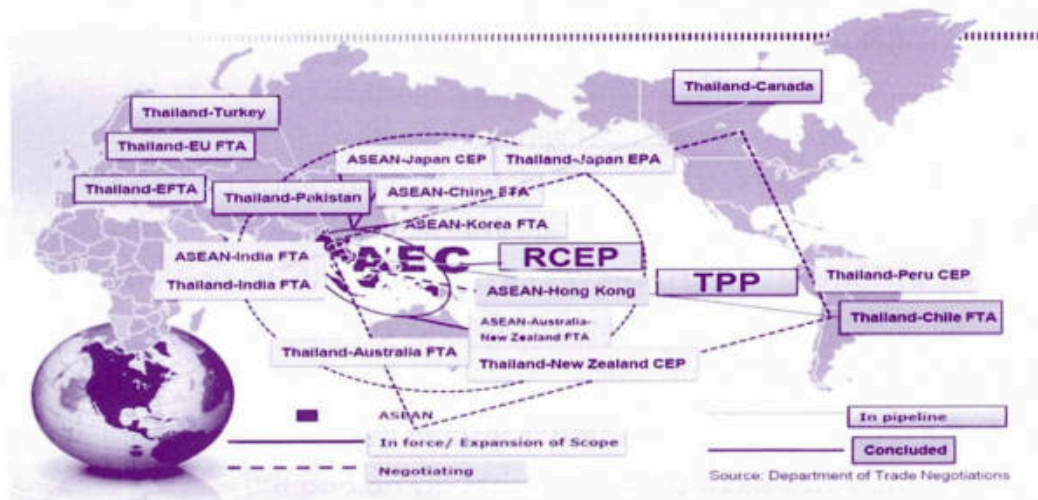 Thailand-Canada
Thailand-Turkey
Thailand-EU FTA
ASEAN-Japan CEP
Thailand-Japan EPA
Thailand-EFTA
Thailand-Pakistan
ASEAN-China FTA
ASEAN-Korea FTA
ASEAN-India FTA
AEC
RCEP
Thailand-India FTA
TPP
Thailand-Peru CEP
ASEAN-Hong Kong
Thailand-Chile FTA
ASEAN-Australia-
New Zealand FTA
Thailand-Australia FTA
Thailand-New Zealand CEP
ASEAN
In force/ Expansion of Scope
Negotiating
In pipeline
Concluded
Source: Department of Trade Negotiations